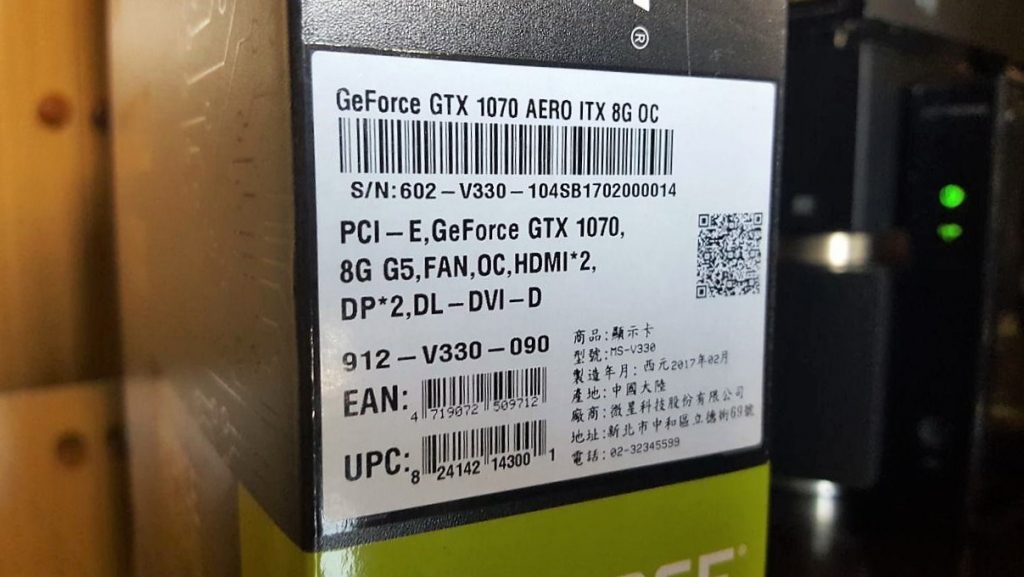 ®
GeForce GTX 1070 AERO ITX 8G OC
S/N:602-V330-104SB1702000014
PCI-E,GeForce GTX 1070,
8G G5,FAN,OC,HDMI*2,
DP*2,DL-DVI-D
912-V330-090
EAN: 4 719072 509712
UPC: 8 24142 14300 1
商品:顯示卡
型號:MS-V330
製造年月:西元2017年02月
產地:中國大陸
廠商:微星科技股份有限公司
地址:新北市中和區立德街69號
電話:02-32345599